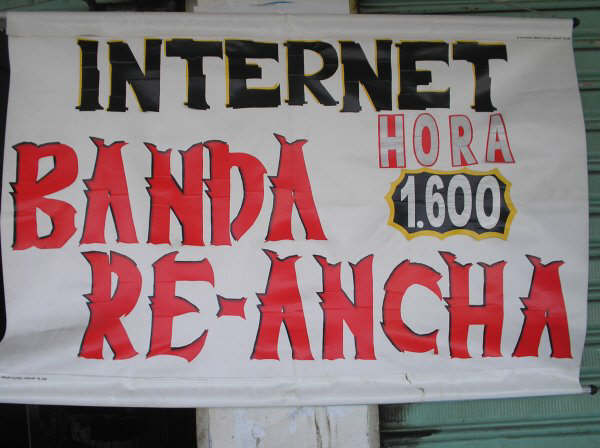 INTERNET
HORA
1.600
BANDA
RE-ANCHA